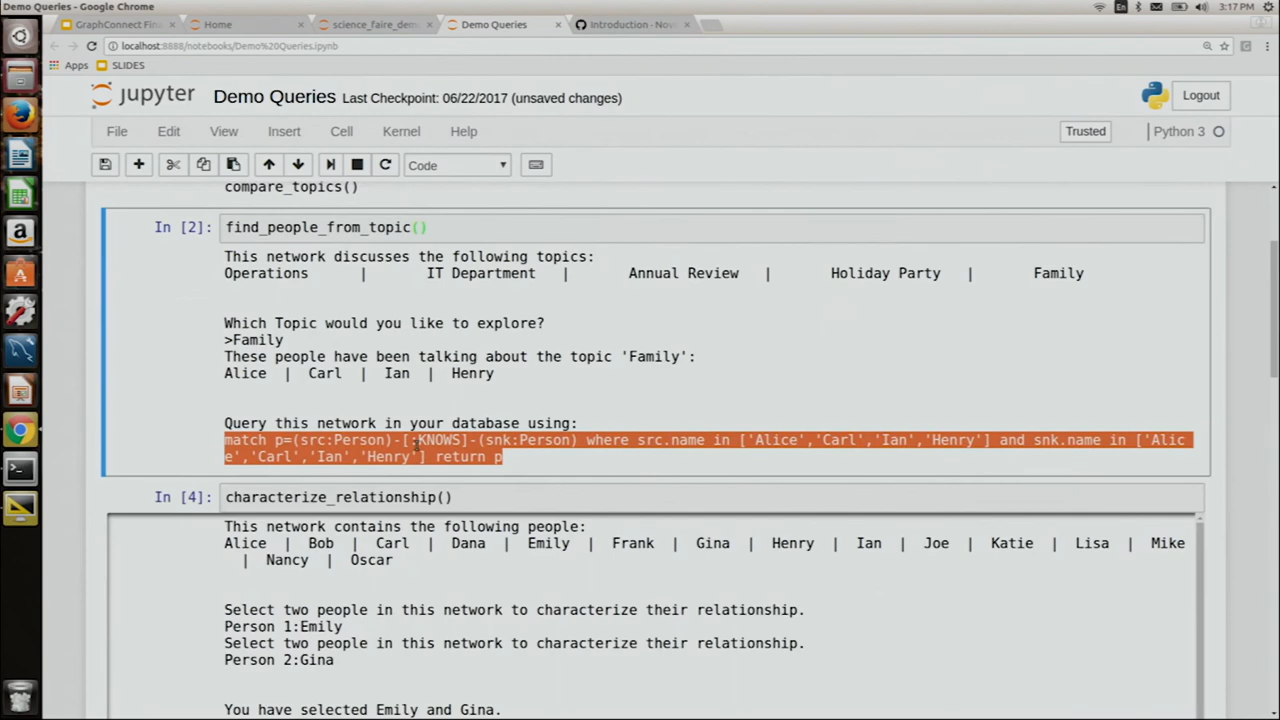 Demo Queries - Google Chrome
En
3:17 PM
GraphConnect Fina
Home
science_faire_dem
Demo Queries
Introduction - Nov
localhost:8888/notebooks/Demo%20Queries.ipynb
Apps
SLIDES
jupyter
Demo Queries Last Checkpoint: 06/22/2017 (unsaved changes)
Logout
File Edit View Insert Cell Kernel Help
Trusted
Python 3
Code
compare_topics()
In [2]: find_people_from_topic()
This network discusses the following topics:
Operations | IT Department | Annual Review | Holiday Party | Family
Which Topic would you like to explore?
>Family
These people have been talking about the topic 'Family':
Alice | Carl | Ian | Henry
Query this network in your database using:
match p=(src:Person)-[:KNOWS]-(snk:Person) where src.name in ['Alice','Carl','Ian','Henry'] and snk.name in ['Alic
e','Carl','Ian','Henry'] return p
In [4]: characterize_relationship()
This network contains the following people:
Alice | Bob | Carl | Dana | Emily | Frank | Gina | Henry | Ian | Joe | Katie | Lisa | Mike
| Nancy | Oscar
Select two people in this network to characterize their relationship.
Person 1:Emily
Select two people in this network to characterize their relationship.
Person 2:Gina
You have selected Emily and Gina.